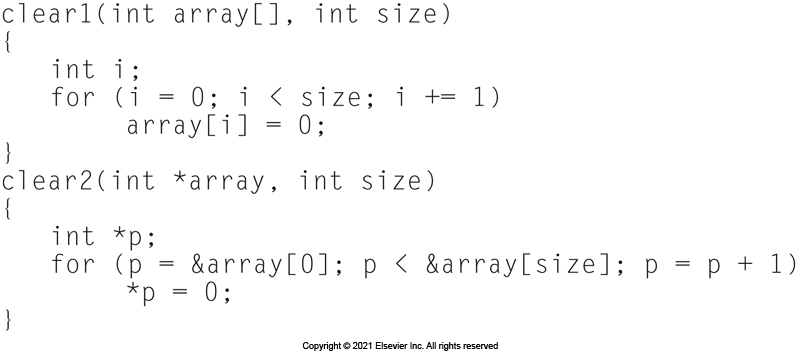 clear1(int array[], int size)
{
int i;
for (i = 0; i < size; i += 1)
array[i] = 0;
}
clear2(int *array, int size)
{
int *p;
for (p = &array[0]; p < &array[size]; p = p + 1)
*p = 0;
}
Copyright © 2021 Elsevier Inc. All rights reserved